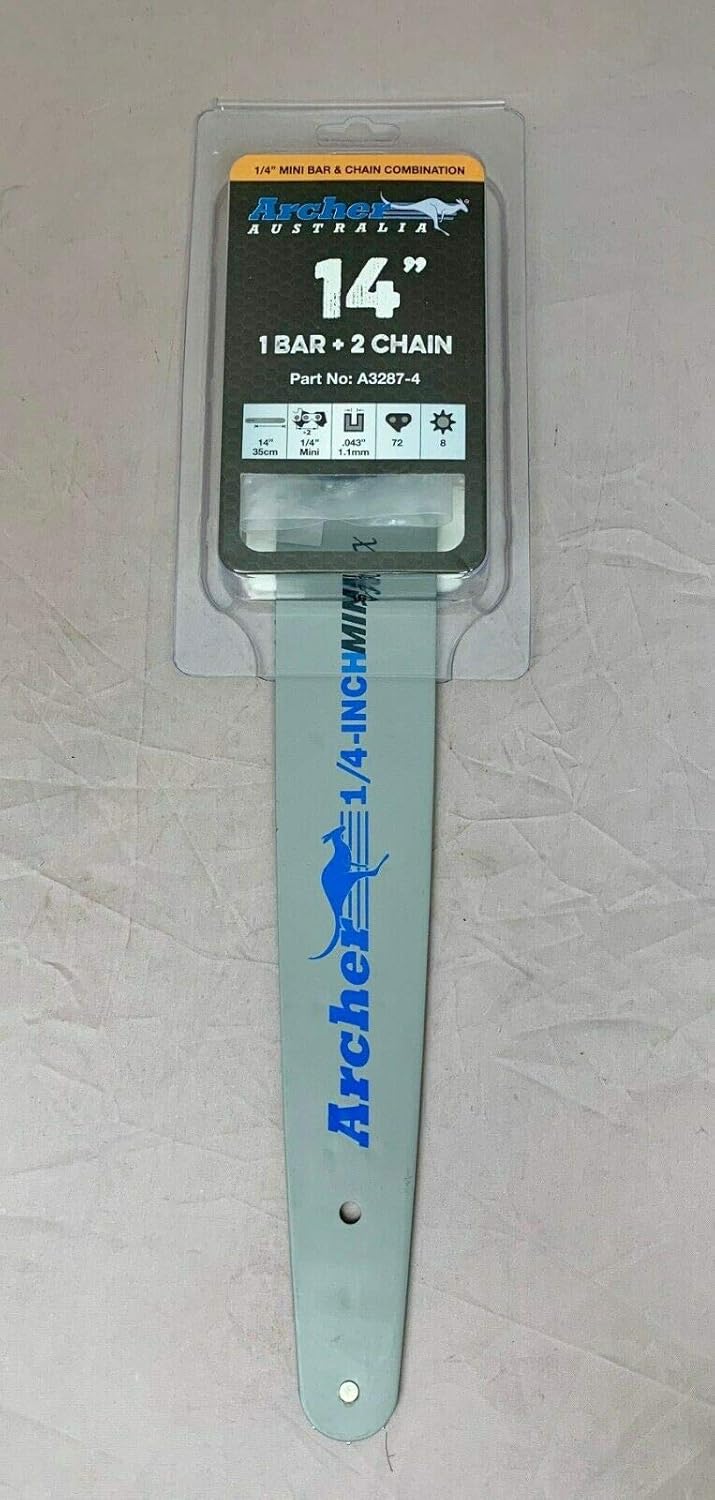 1/4" MINI BAR & CHAIN COMBINATION
Archer
AUSTRALIA
14"
1 BAR + 2 CHAIN
Part No: A3287-4
14" 1/4" .043" 72 8
35cm Mini 1.1mm
Archer 1/4-INCH MINI